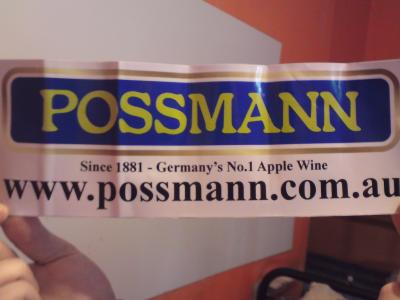 POSSMANN
Since 1881 - Germany's No.1 Apple Wine
www.possmann.com.au